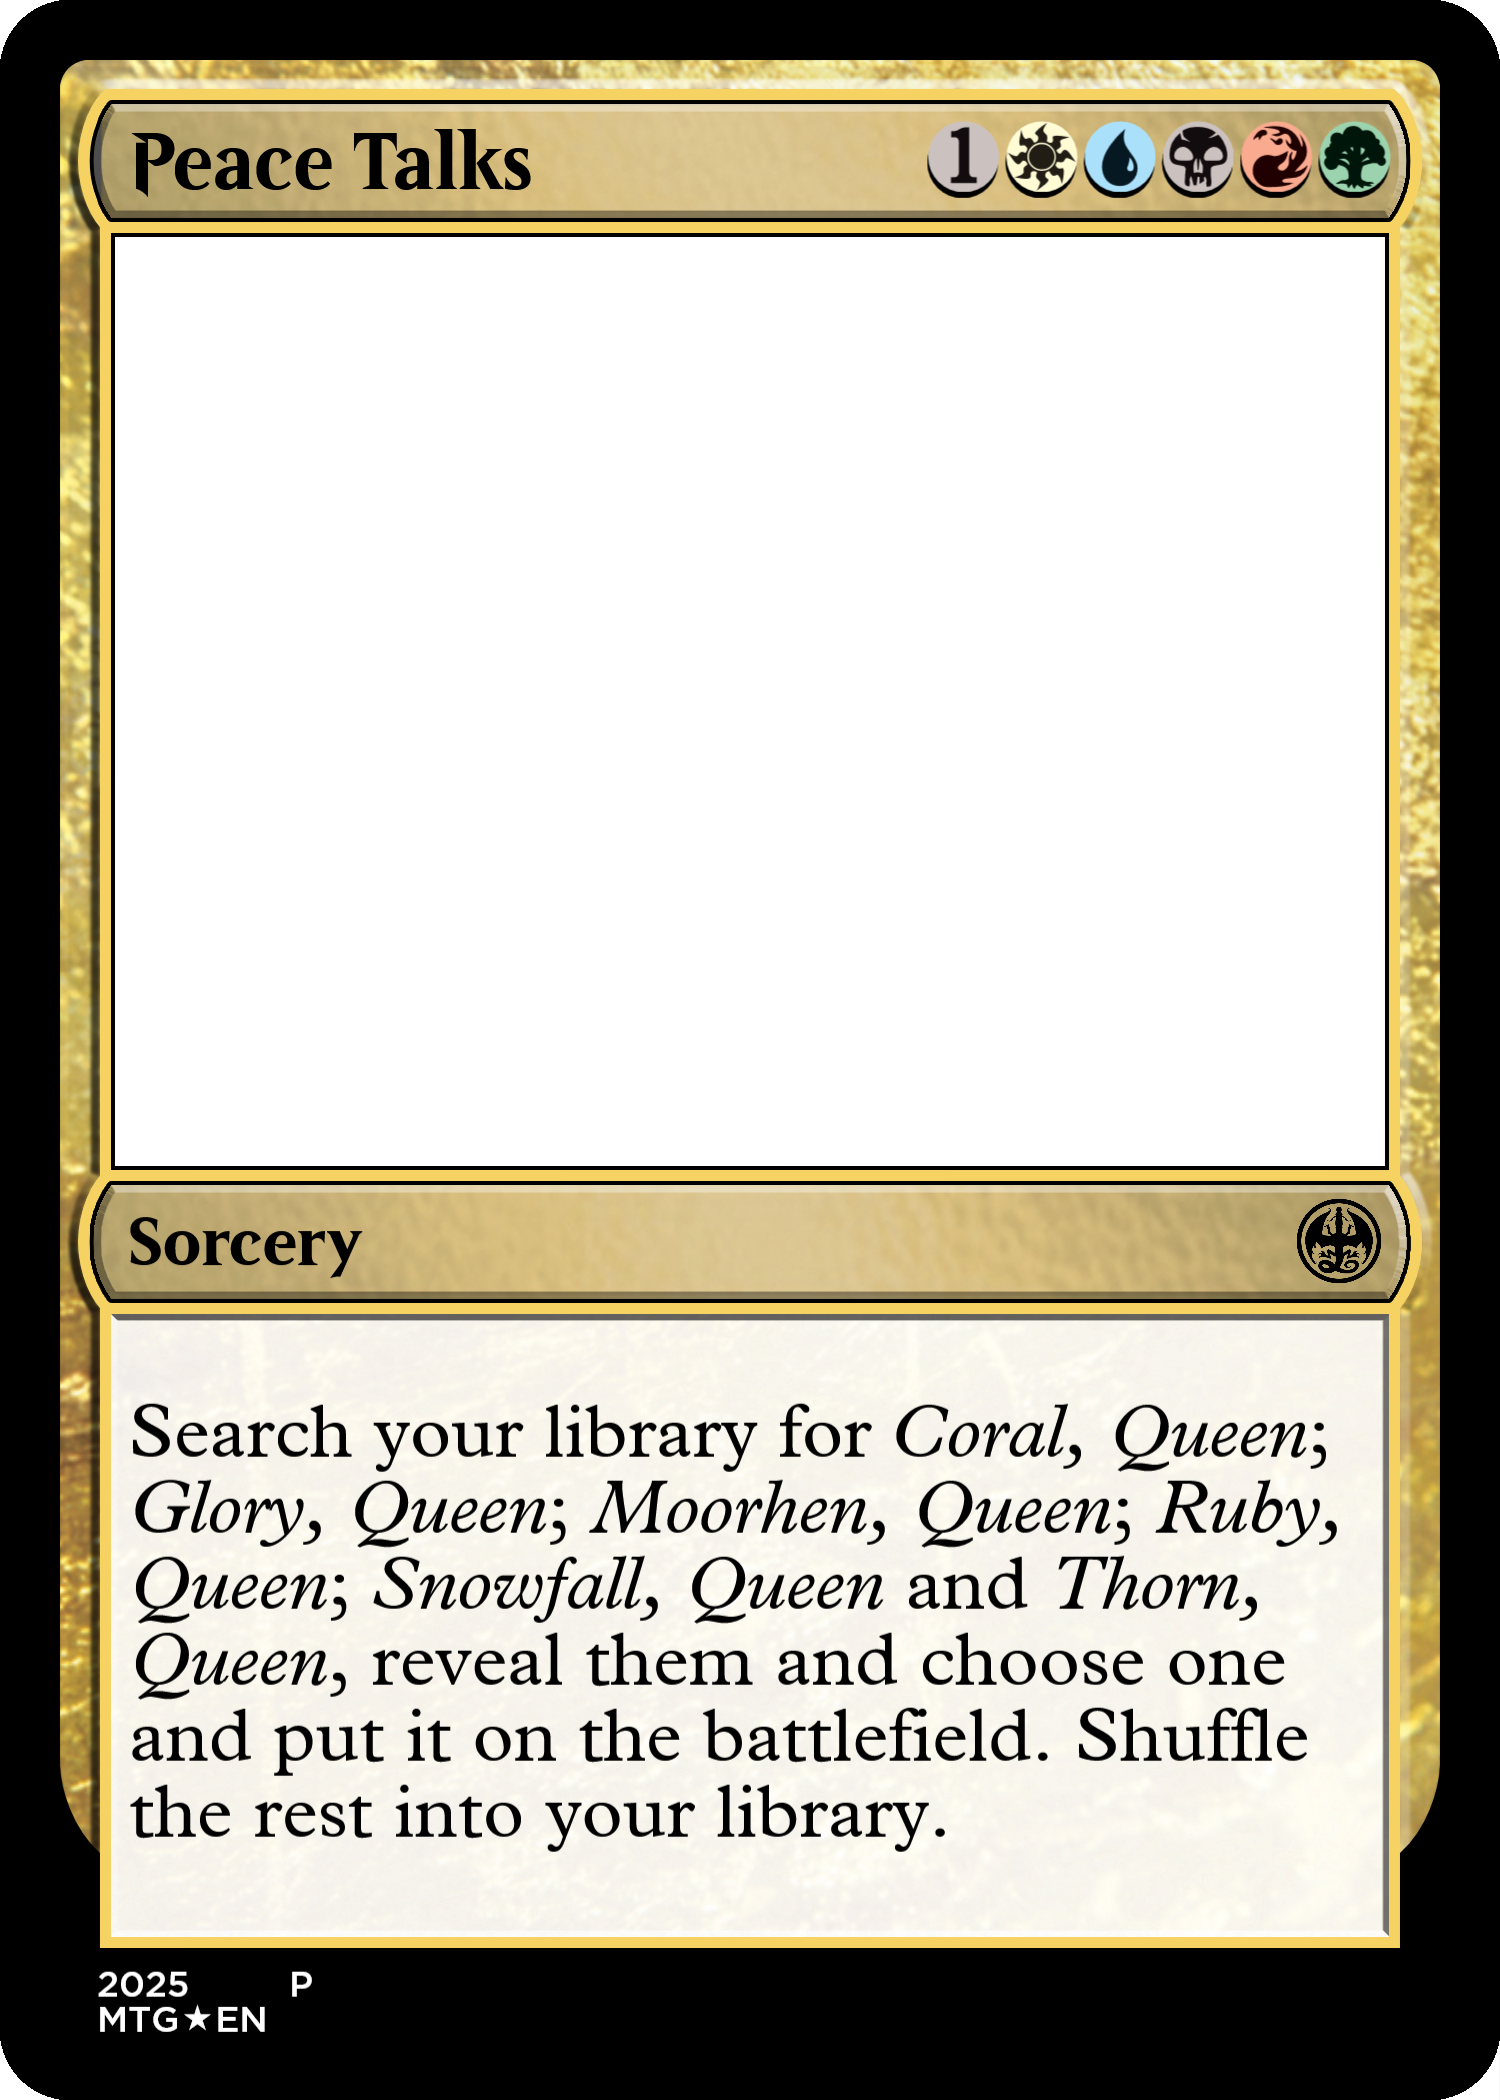 Peace Talks 1
Sorcery
Search your library for Coral, Queen;
Glory, Queen; Moorhen, Queen; Ruby,
Queen; Snowfall, Queen and Thorn,
Queen, reveal them and choose one
and put it on the battlefield. Shuffle
the rest into your library.
2025 P
MTG★EN